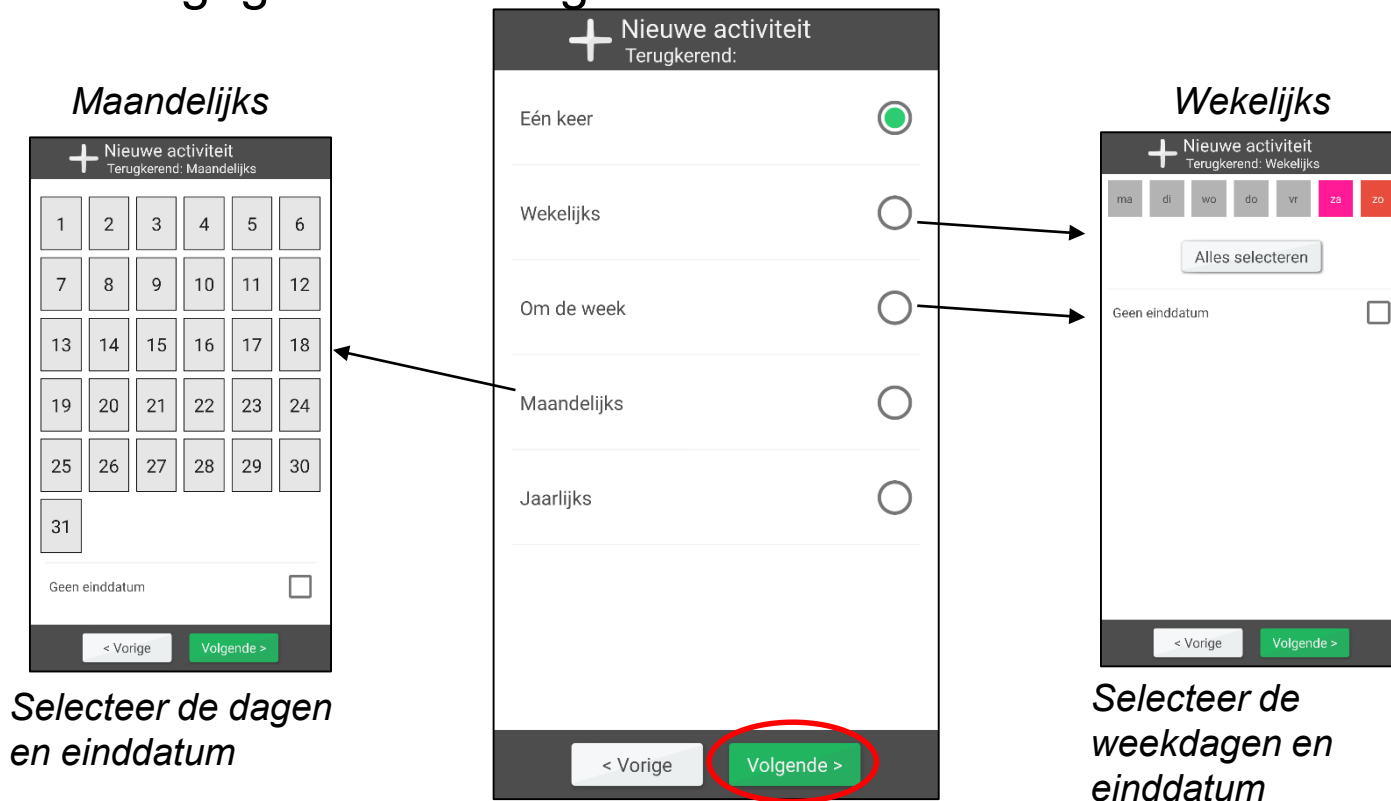 Nieuwe activiteit
Terugkerend:
Eén keer
Wekelijks
Om de week
Maandelijks
Jaarlijks
< Vorige
Volgende >
Maandelijks
Nieuwe activiteit
Terugkerend: Maandelijks
1 2 3 4 5 6
7 8 9 10 11 12
13 14 15 16 17 18
19 20 21 22 23 24
25 26 27 28 29 30
31
Geen einddatum
< Vorige Volgende >
Selecteer de dagen
en einddatum
Wekelijks
Nieuwe activiteit
Terugkerend: Wekelijks
ma di wo do vr za zo
Alles selecteren
Geen einddatum
< Vorige Volgende >
Selecteer de
weekdagen en
einddatum